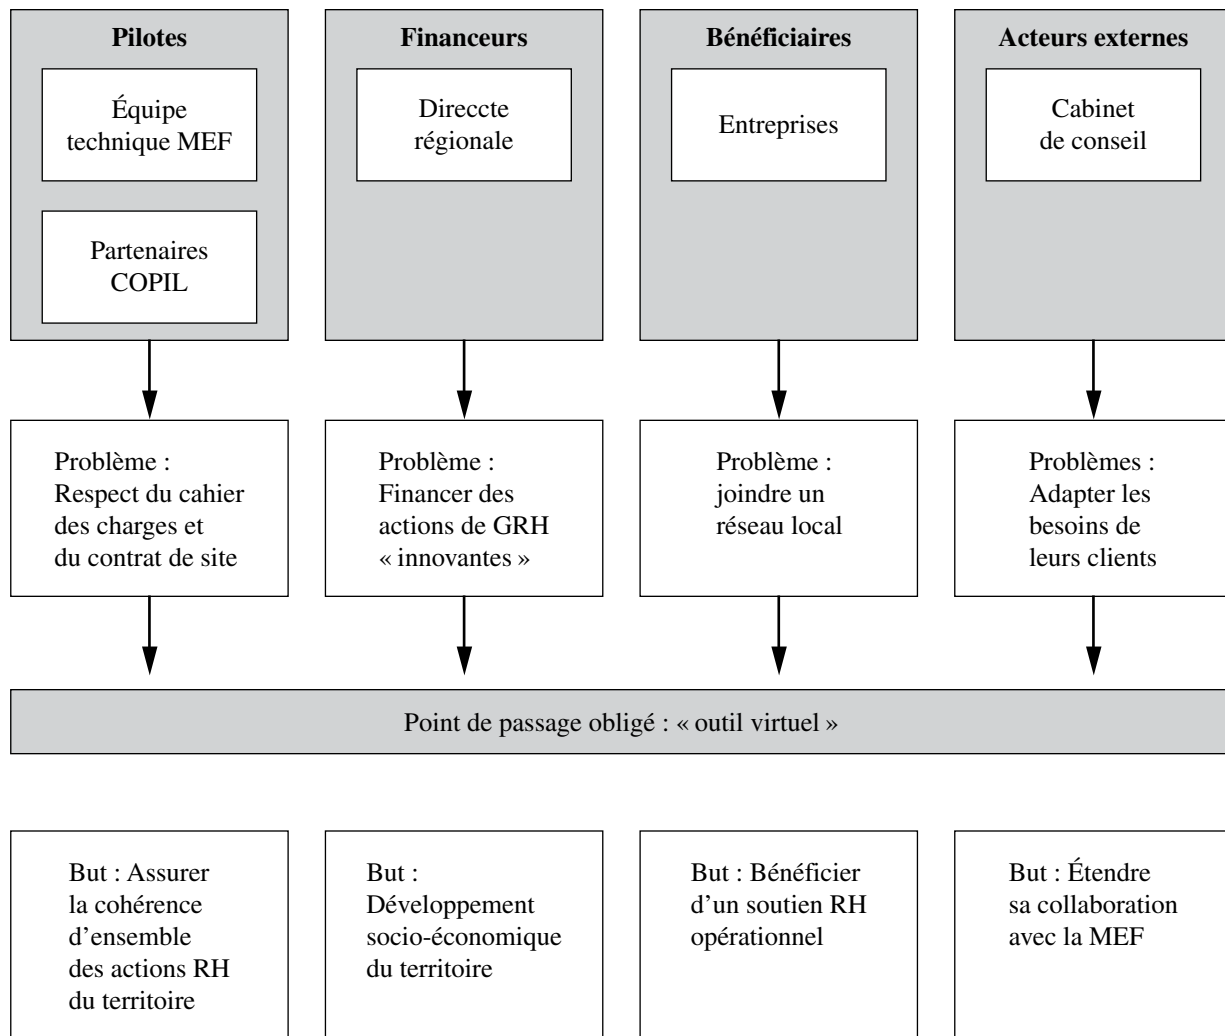 Pilotes
Équipe
technique MEF
Partenaires
COPIL
Financeurs
Direccte
régionale
Bénéficiaires
Entreprises
Acteurs externes
Cabinet
de conseil
Problème :
Respect du cahier
des charges et
du contrat de site
Problème :
Financer des
actions de GRH
« innovantes »
Problème :
joindre un
réseau local
Problèmes :
Adapter les
besoins de
leurs clients
Point de passage obligé : « outil virtuel »
But : Assurer
la cohérence
d'ensemble
des actions RH
du territoire
But :
Développement
socio-économique
du territoire
But : Bénéficier
d'un soutien RH
opérationnel
But : Étendre
sa collaboration
avec la MEF